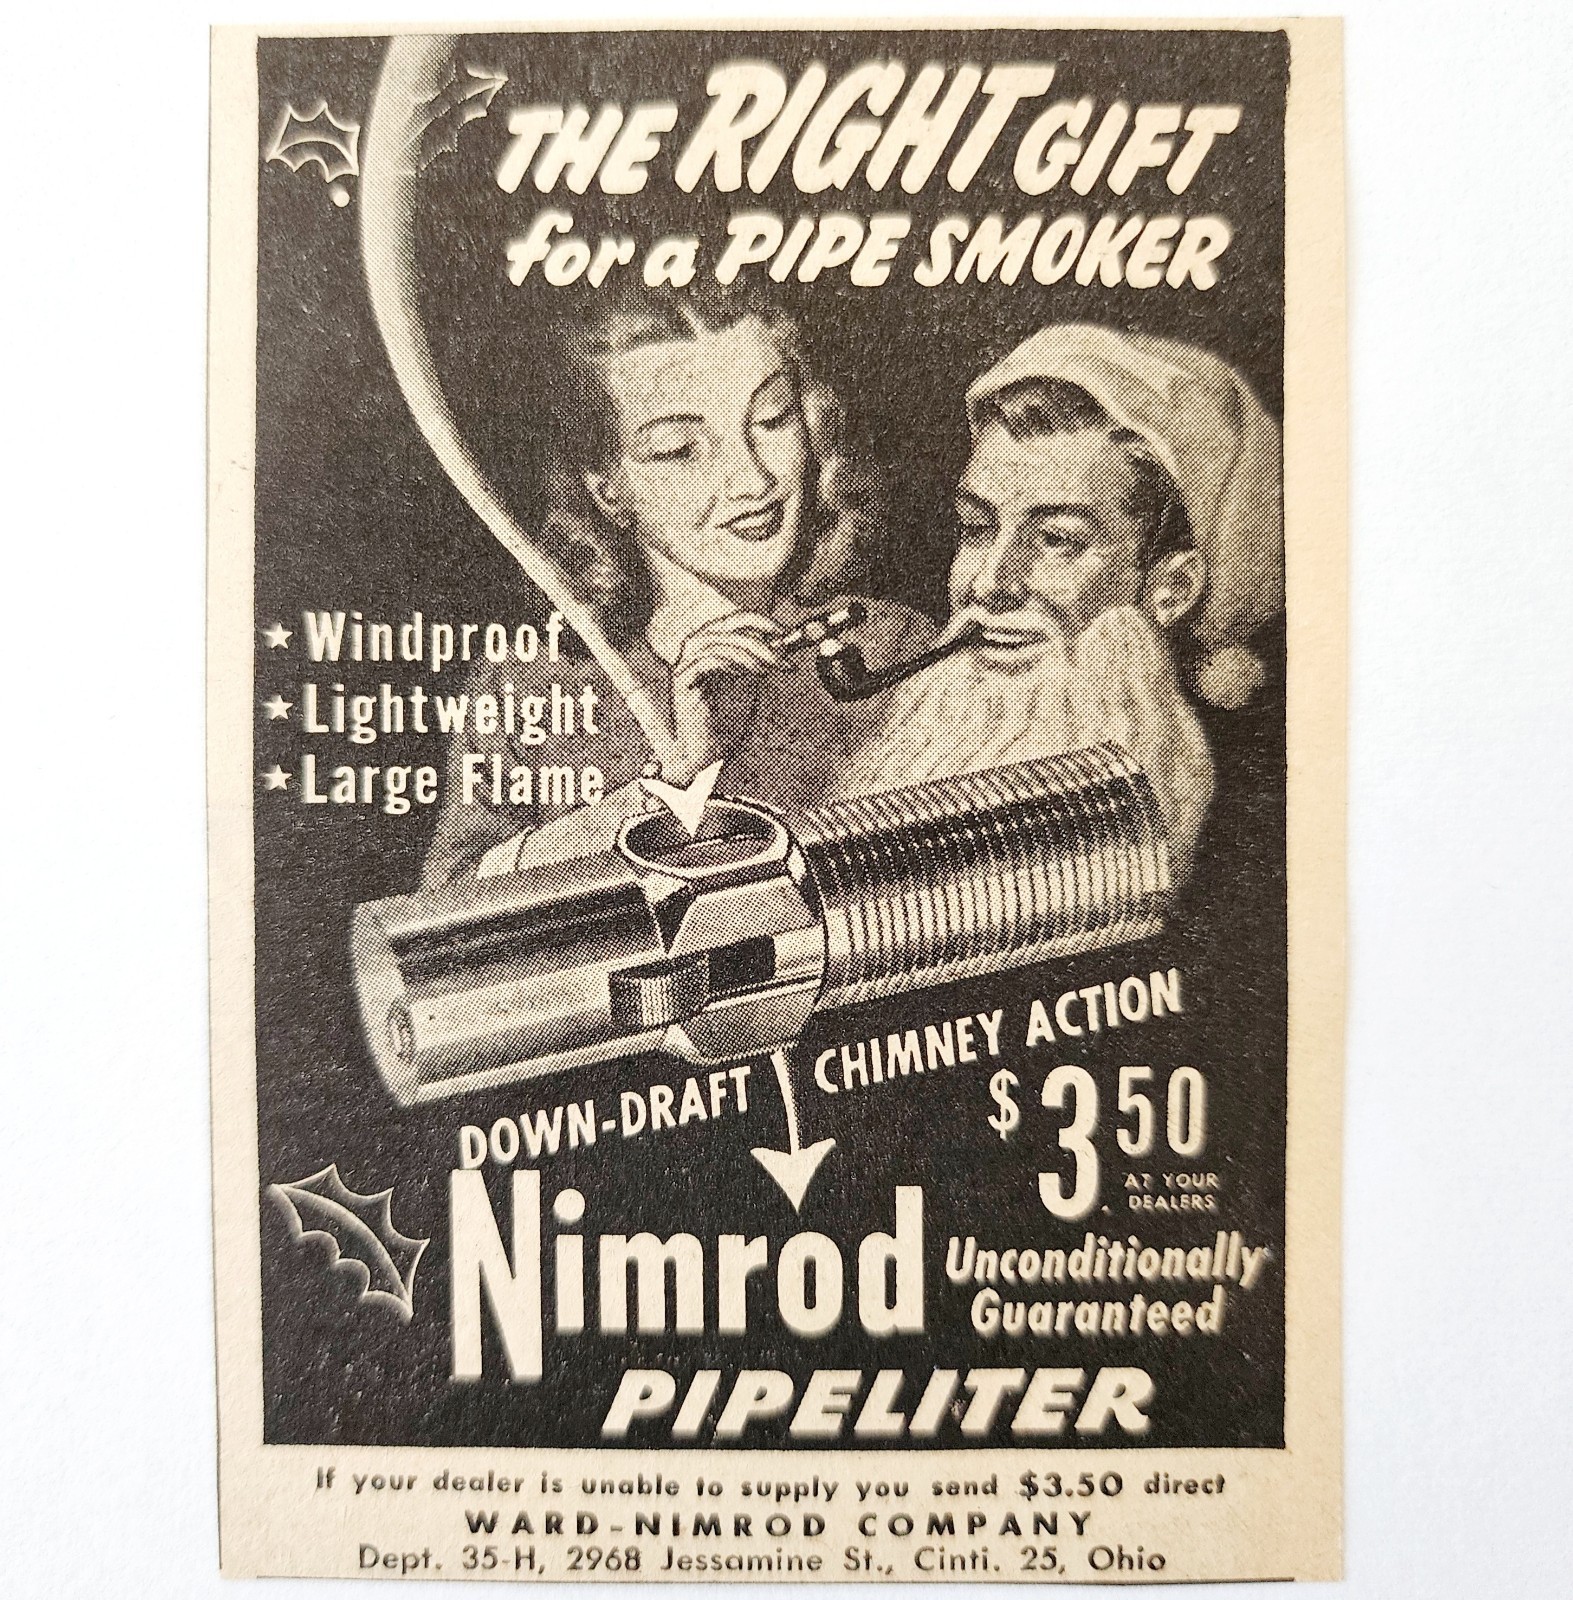 THE RIGHT GIFT
for a PIPE SMOKER
★ Windproof
★ Lightweight
★ Large Flame
DOWN-DRAFT CHIMNEY ACTION
$3.50
AT YOUR
DEALERS
Nimrod
Unconditionally
Guaranteed
PIPELITER
If your dealer is unable to supply you send $3.50 direct
WARD-NIMROD COMPANY
Dept. 35-H, 2968 Jessamine St., Cinti. 25, Ohio